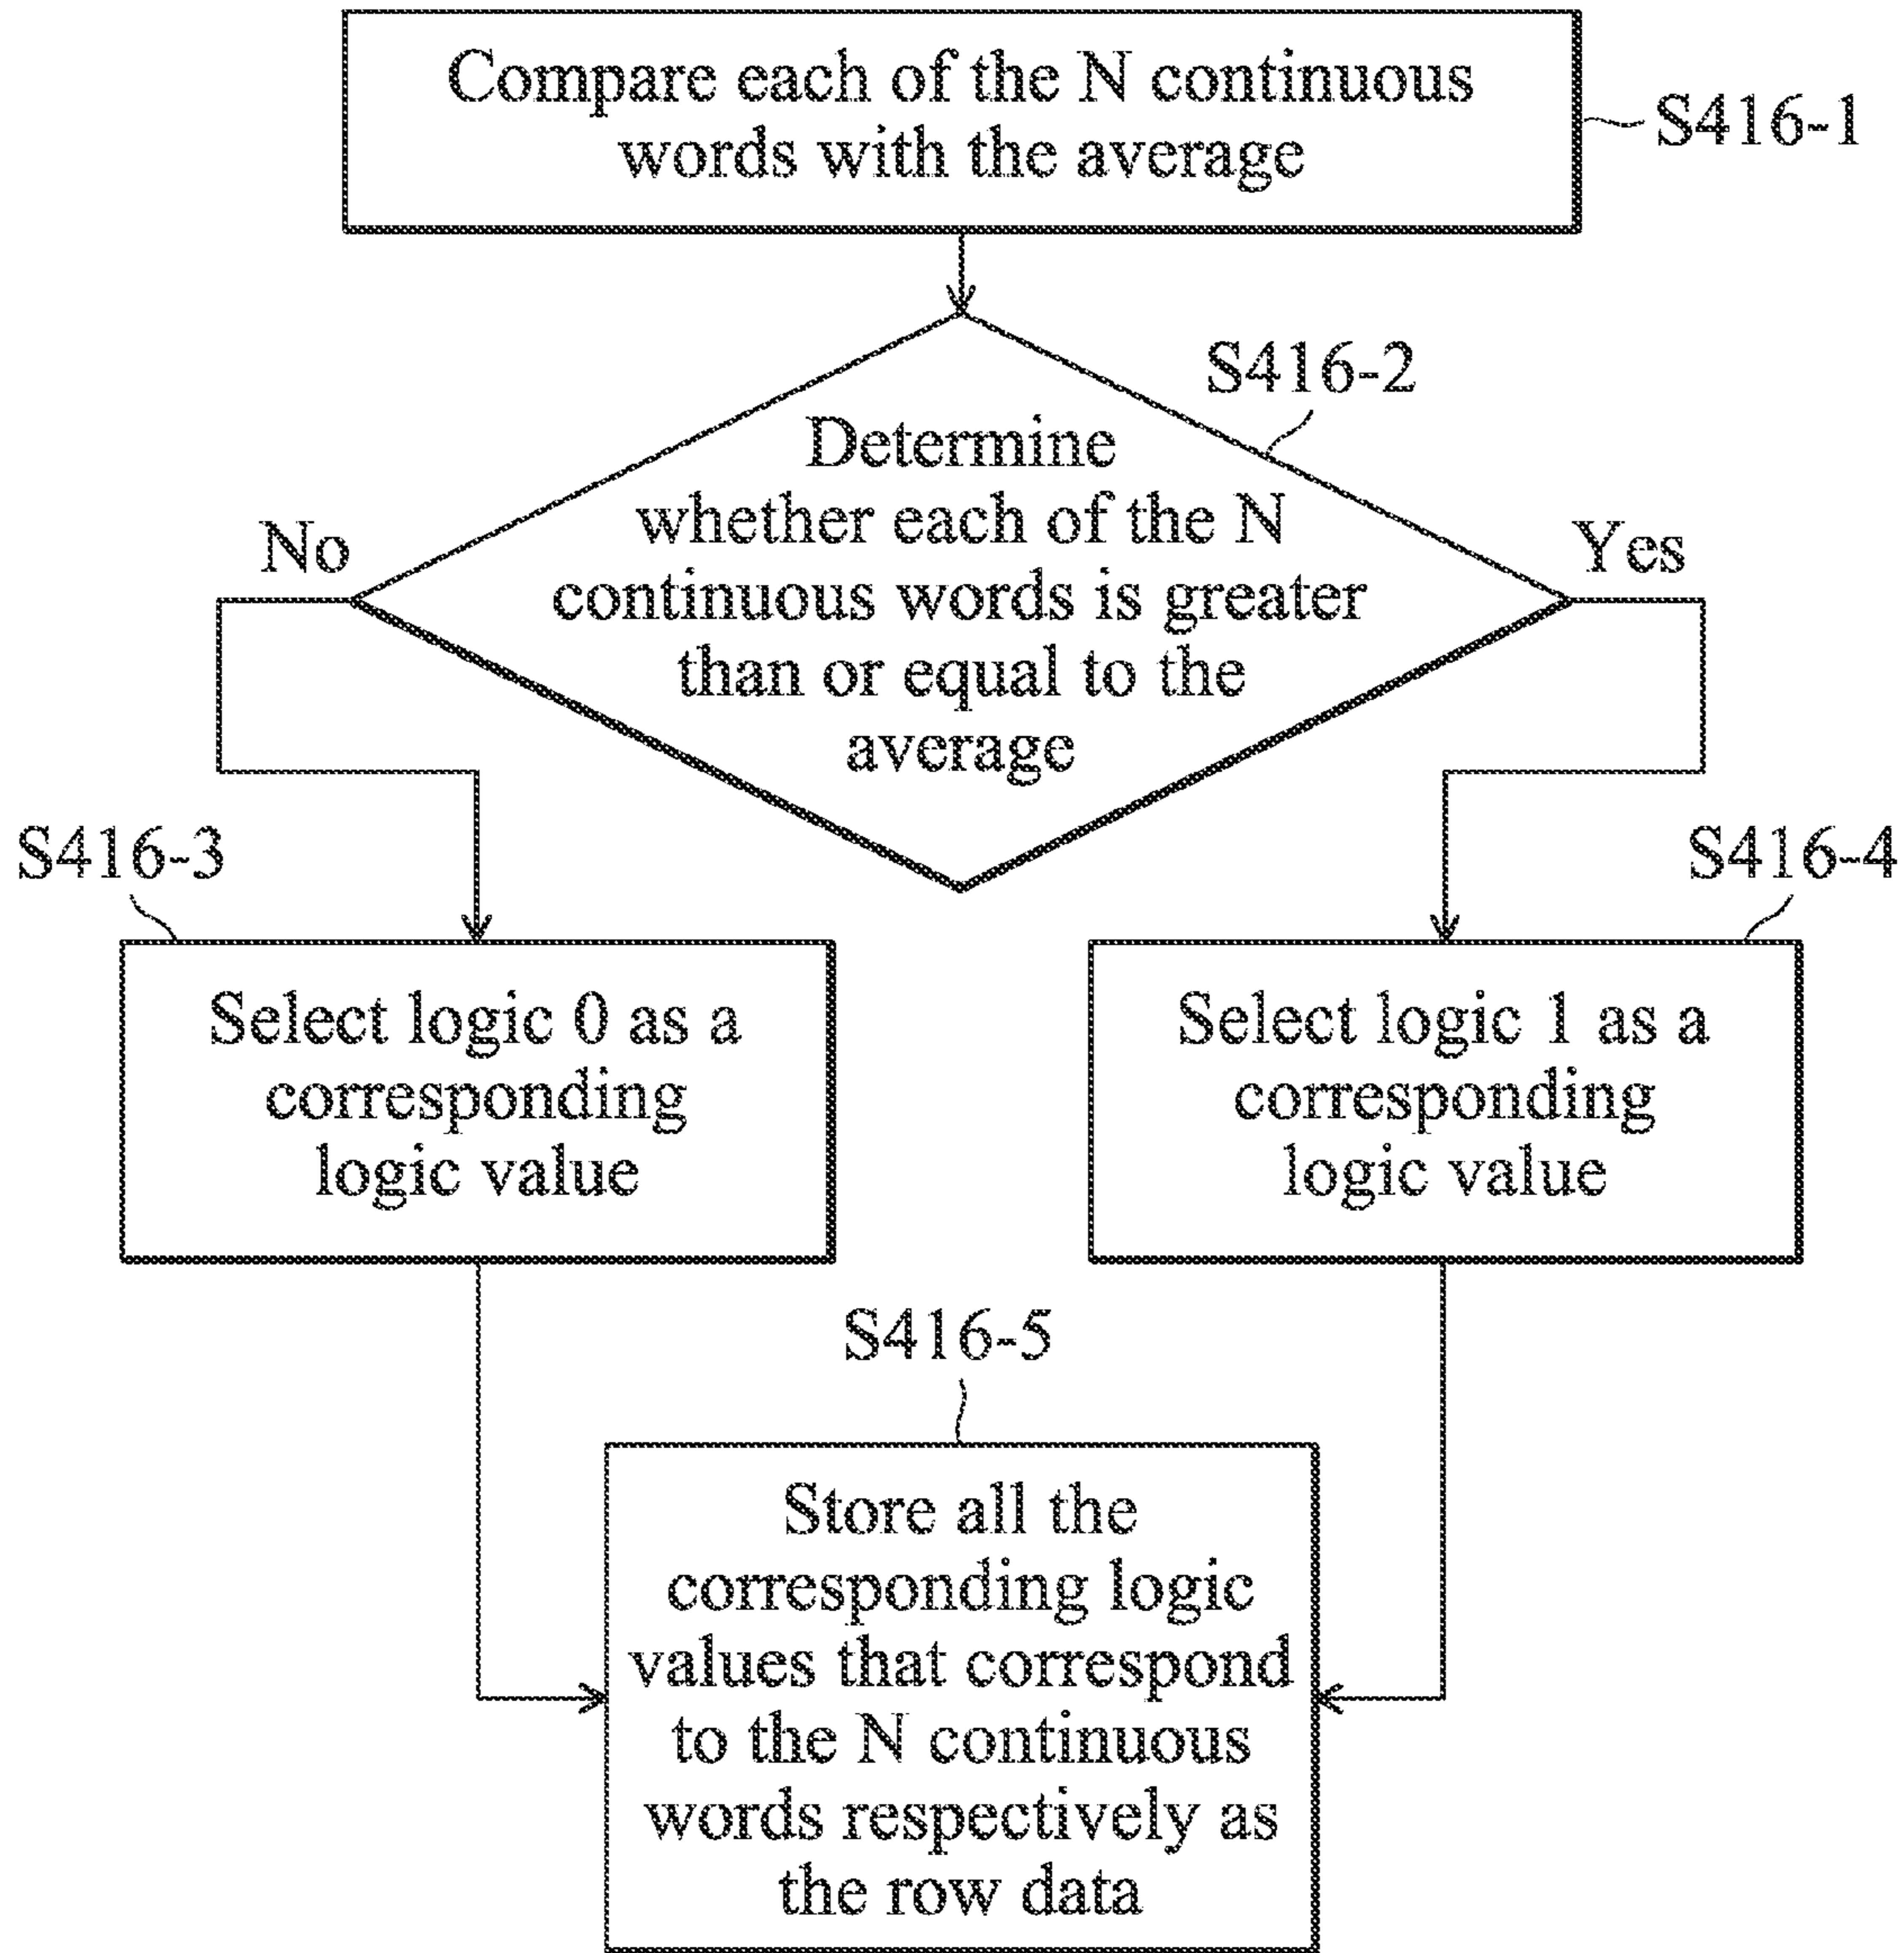 Compare each of the N continuous
words with the average
S416-1
S416-2
Determine
whether each of the N
continuous words is greater
than or equal to the
average
No
Yes
S416-3
S416-4
Select logic 0 as a
corresponding
logic value
Select logic 1 as a
corresponding
logic value
S416-5
Store all the
corresponding logic
values that correspond
to the N continuous
words respectively as
the row data